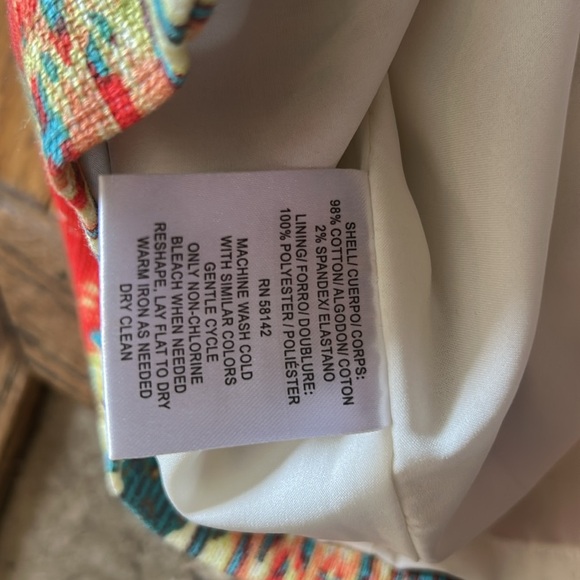 SHELL/ CUERPO/ CORPS:
98% COTTON/ ALGODON/ COTON
2% SPANDEX/ ELASTANO
LINING/ FORRO/ DOUBLURE:
100% POLYESTER / POLIÉSTER
RN 58142
MACHINE WASH COLD
WITH SIMILAR COLORS
GENTLE CYCLE
ONLY NON-CHLORINE
BLEACH WHEN NEEDED.
RESHAPE, LAY FLAT TO DRY
WARM IRON AS NEEDED
DRY CLEAN